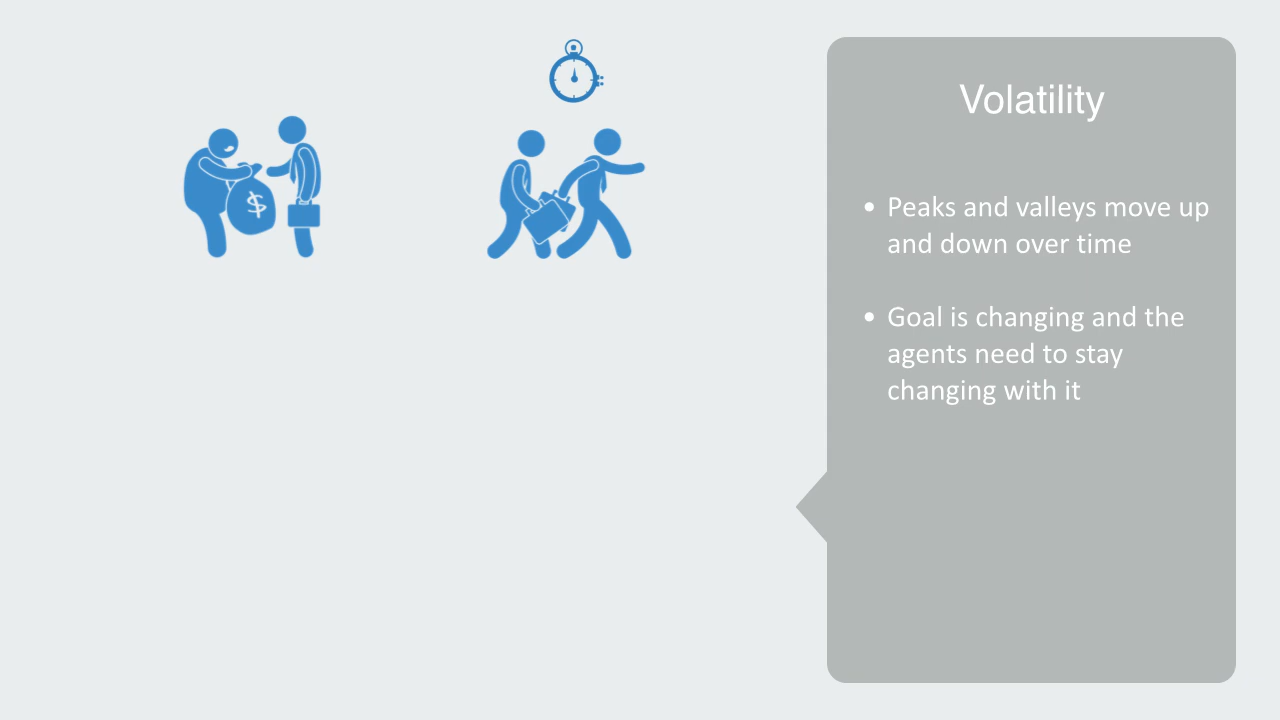 $
Volatility
• Peaks and valleys move up
and down over time
• Goal is changing and the
agents need to stay
changing with it